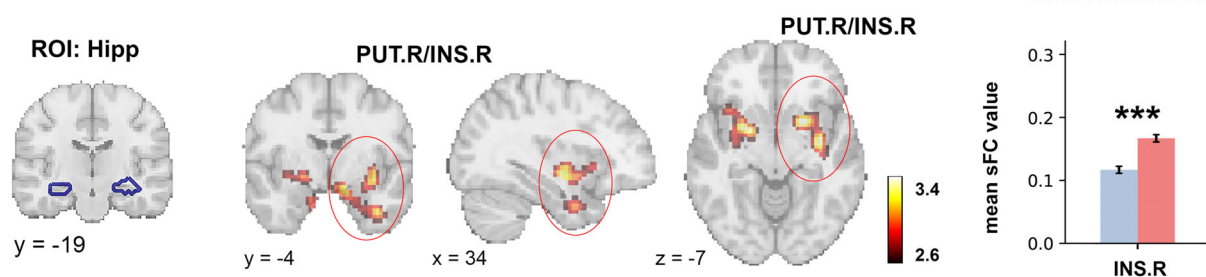 ROI: Hipp
y = -19
PUT.R/INS.R
y = -4
x = 34
PUT.R/INS.R
z = -7
3.4
2.6
mean sFC value
0.3
0.2
0.1
0.0
***
INS.R